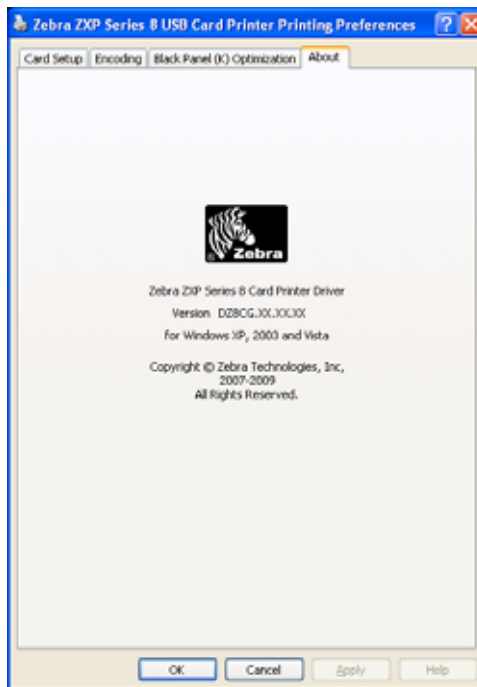 Zebra ZXP Series 8 USB Card Printer Printing Preferences
Card Setup Encoding Black Panel (K) Optimization About
Zebra
Zebra ZXP Series 8 Card Printer Driver
Version DZ8CG.XX.XX.XX
for Windows XP, 2003 and Vista
Copyright © Zebra Technologies, Inc,
2007-2009
All Rights Reserved.
OK Cancel Apply Help